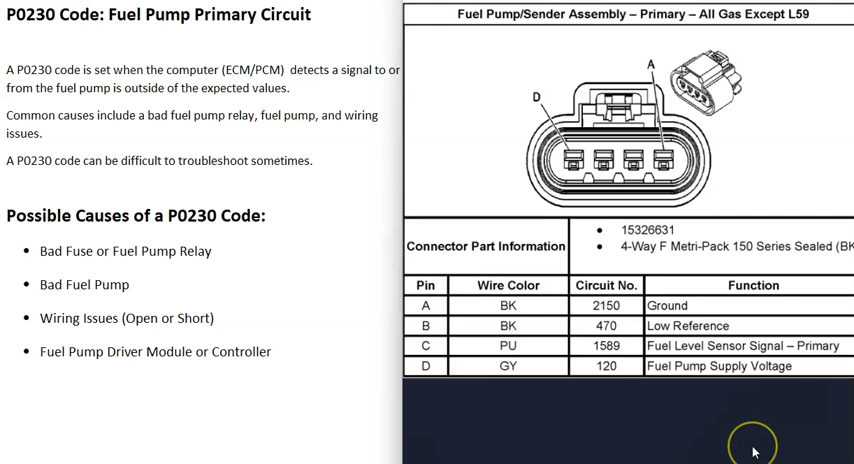 P0230 Code: Fuel Pump Primary Circuit
A P0230 code is set when the computer (ECM/PCM) detects a signal to or
from the fuel pump is outside of the expected values.
Common causes include a bad fuel pump relay, fuel pump, and wiring
issues.
A P0230 code can be difficult to troubleshoot sometimes.
Possible Causes of a P0230 Code:
• Bad Fuse or Fuel Pump Relay
• Bad Fuel Pump
• Wiring Issues (Open or Short)
• Fuel Pump Driver Module or Controller
Fuel Pump/Sender Assembly – Primary – All Gas Except L59
A
D
Connector Part Information
• 15326631
• 4-Way F Metri-Pack 150 Series Sealed (BK
Pin Wire Color Circuit No. Function
A BK 2150 Ground
B BK 470 Low Reference
C PU 1589 Fuel Level Sensor Signal – Primary
D GY 120 Fuel Pump Supply Voltage